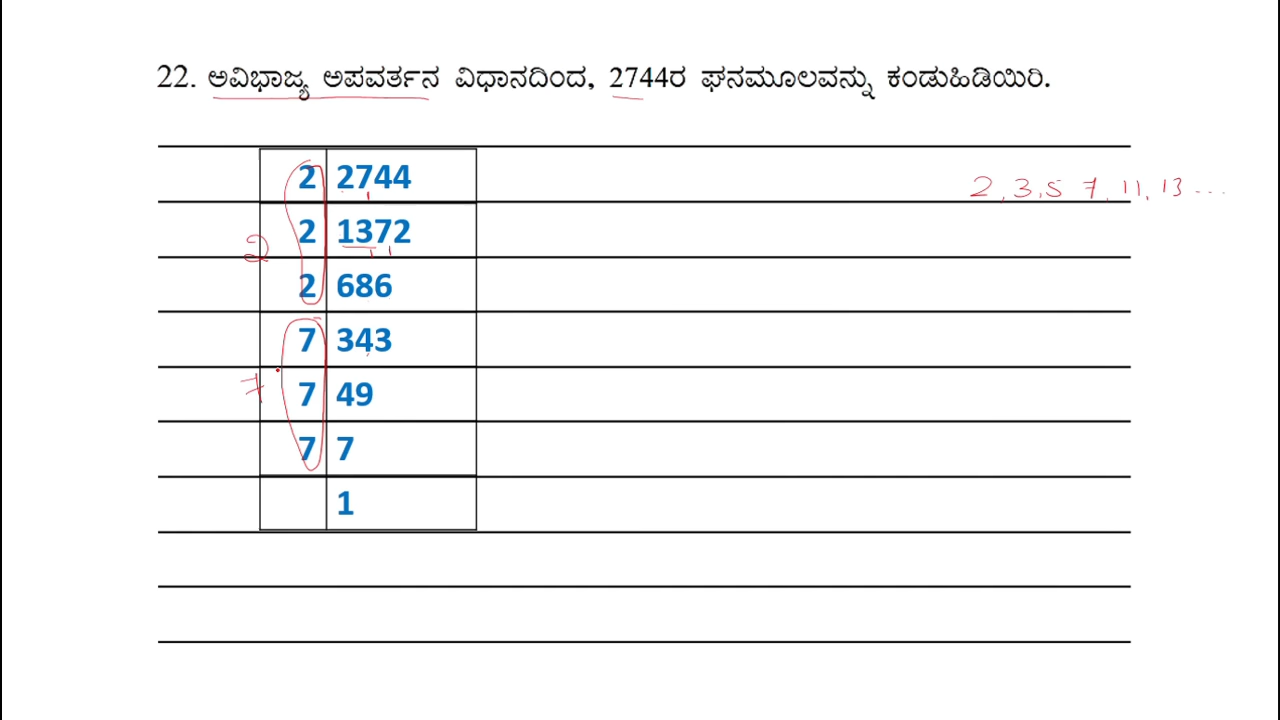 22. ಅವಿಭಾಜ್ಯ ಅಪವರ್ತನ ವಿಧಾನದಿಂದ, 2744ರ ಘನಮೂಲವನ್ನು ಕಂಡುಹಿಡಿಯಿರಿ.
2 2744
2, 3, 5 7, 11, 13 ...
2 2 1372
2 686
7 343
7 7 49
7 7
1